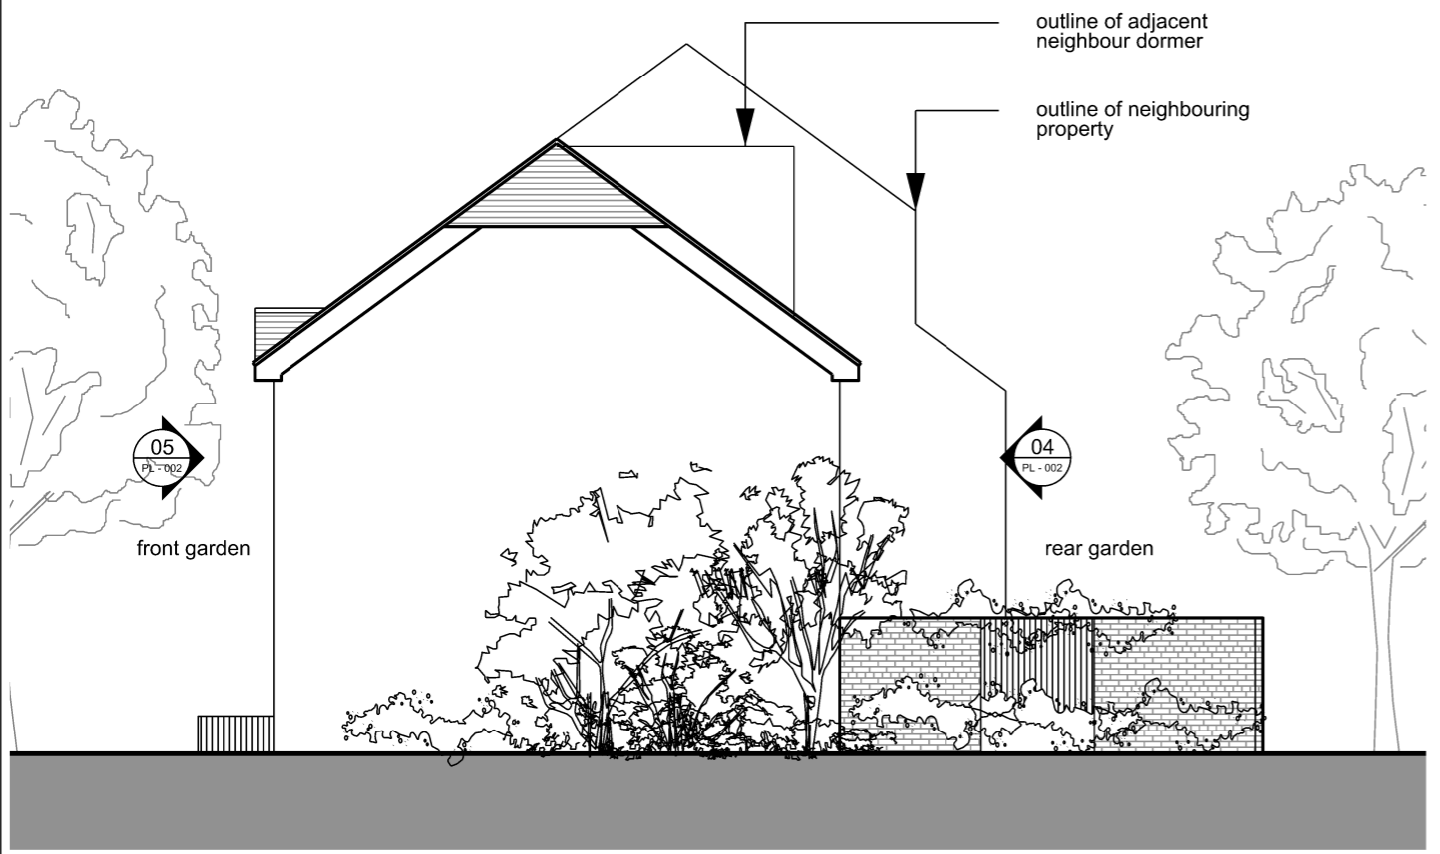 outline of adjacent
neighbour dormer
outline of neighbouring
property
05
PL - 002
04
PL - 002
front garden
rear garden